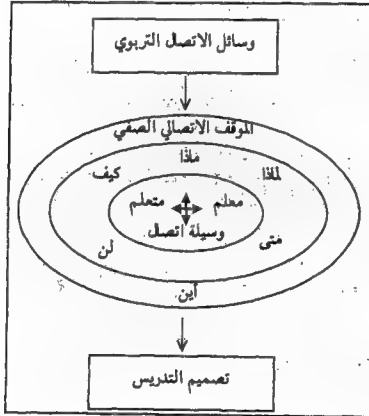 وسائل الاتصال التربوي
الموقف الاتصالي الصفي
ماذا
لماذا
كيف
معلم
متعلم
وسيلة اتصال
متى
لمن
أين
تصميم التدريس